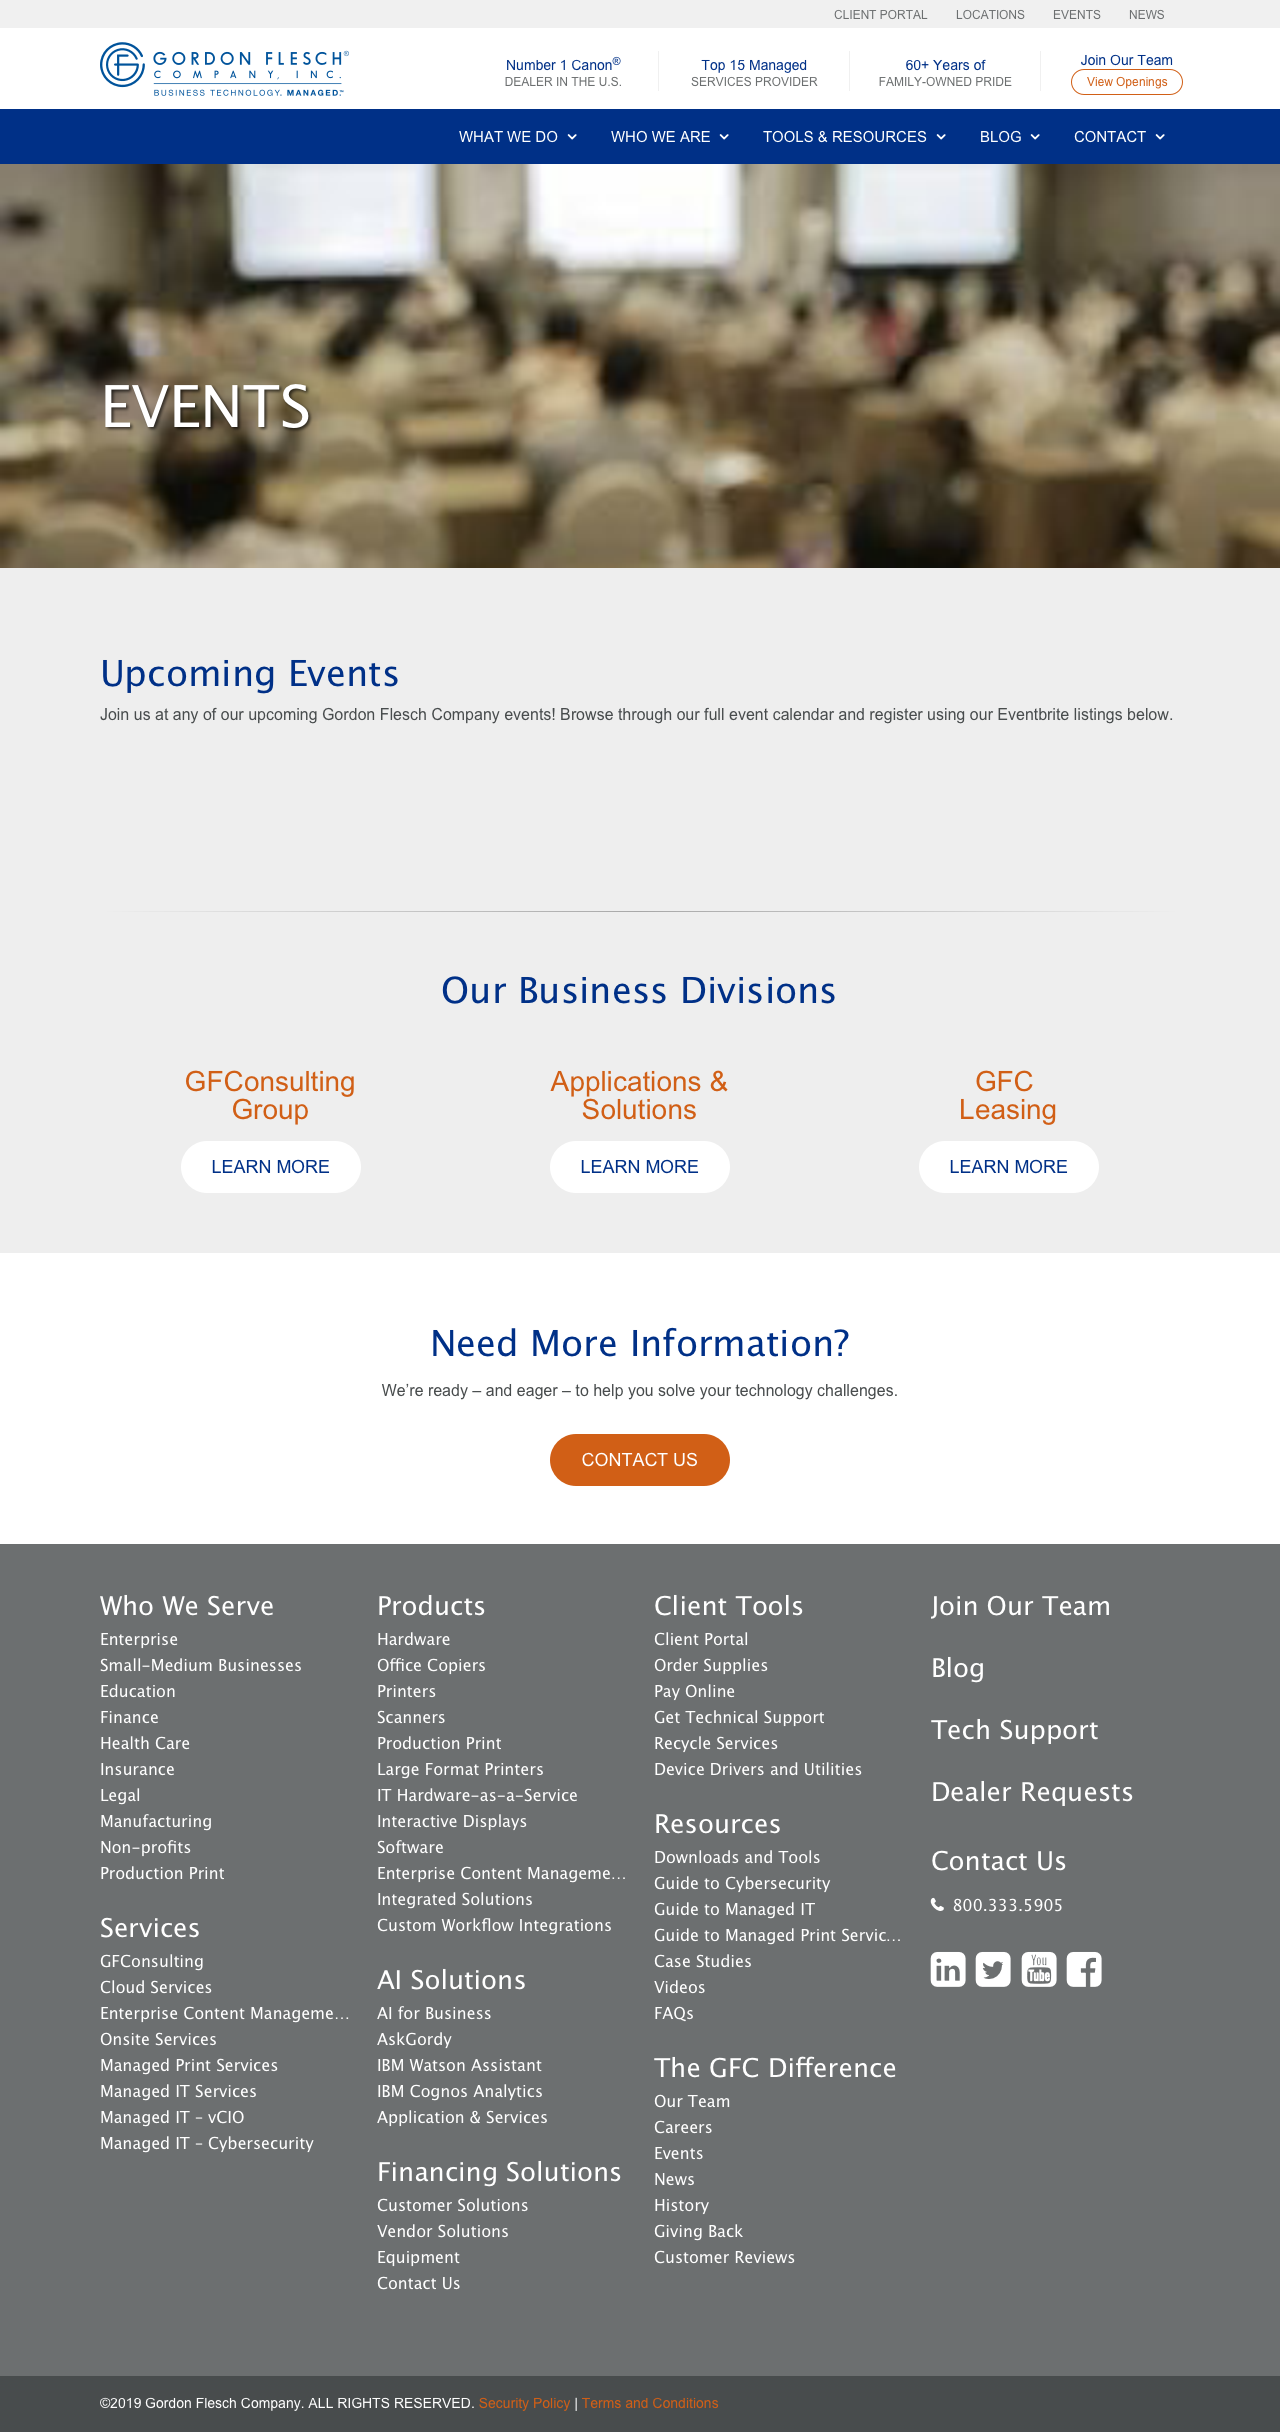 CLIENT PORTAL LOCATIONS EVENTS NEWS
GORDON FLESCH®
COMPANY, INC.
BUSINESS TECHNOLOGY. MANAGED.™
Number 1 Canon®
DEALER IN THE U.S.
Top 15 Managed
SERVICES PROVIDER
60+ Years of
FAMILY-OWNED PRIDE
Join Our Team
View Openings
WHAT WE DO WHO WE ARE TOOLS & RESOURCES BLOG CONTACT
EVENTS
Upcoming Events
Join us at any of our upcoming Gordon Flesch Company events! Browse through our full event calendar and register using our Eventbrite listings below.
Our Business Divisions
GFConsulting
Group
LEARN MORE
Applications &
Solutions
LEARN MORE
GFC
Leasing
LEARN MORE
Need More Information?
We're ready – and eager – to help you solve your technology challenges.
CONTACT US
Who We Serve
Enterprise
Small-Medium Businesses
Education
Finance
Health Care
Insurance
Legal
Manufacturing
Non-profits
Production Print
Services
GFConsulting
Cloud Services
Enterprise Content Manageme...
Onsite Services
Managed Print Services
Managed IT Services
Managed IT - vCIO
Managed IT - Cybersecurity
Products
Hardware
Office Copiers
Printers
Scanners
Production Print
Large Format Printers
IT Hardware-as-a-Service
Interactive Displays
Software
Enterprise Content Manageme...
Integrated Solutions
Custom Workflow Integrations
AI Solutions
AI for Business
AskGordy
IBM Watson Assistant
IBM Cognos Analytics
Application & Services
Financing Solutions
Customer Solutions
Vendor Solutions
Equipment
Contact Us
Client Tools
Client Portal
Order Supplies
Pay Online
Get Technical Support
Recycle Services
Device Drivers and Utilities
Resources
Downloads and Tools
Guide to Cybersecurity
Guide to Managed IT
Guide to Managed Print Servic...
Case Studies
Videos
FAQs
The GFC Difference
Our Team
Careers
Events
News
History
Giving Back
Customer Reviews
Join Our Team
Blog
Tech Support
Dealer Requests
Contact Us
800.333.5905
in You Tube f
©2019 Gordon Flesch Company. ALL RIGHTS RESERVED. Security Policy | Terms and Conditions